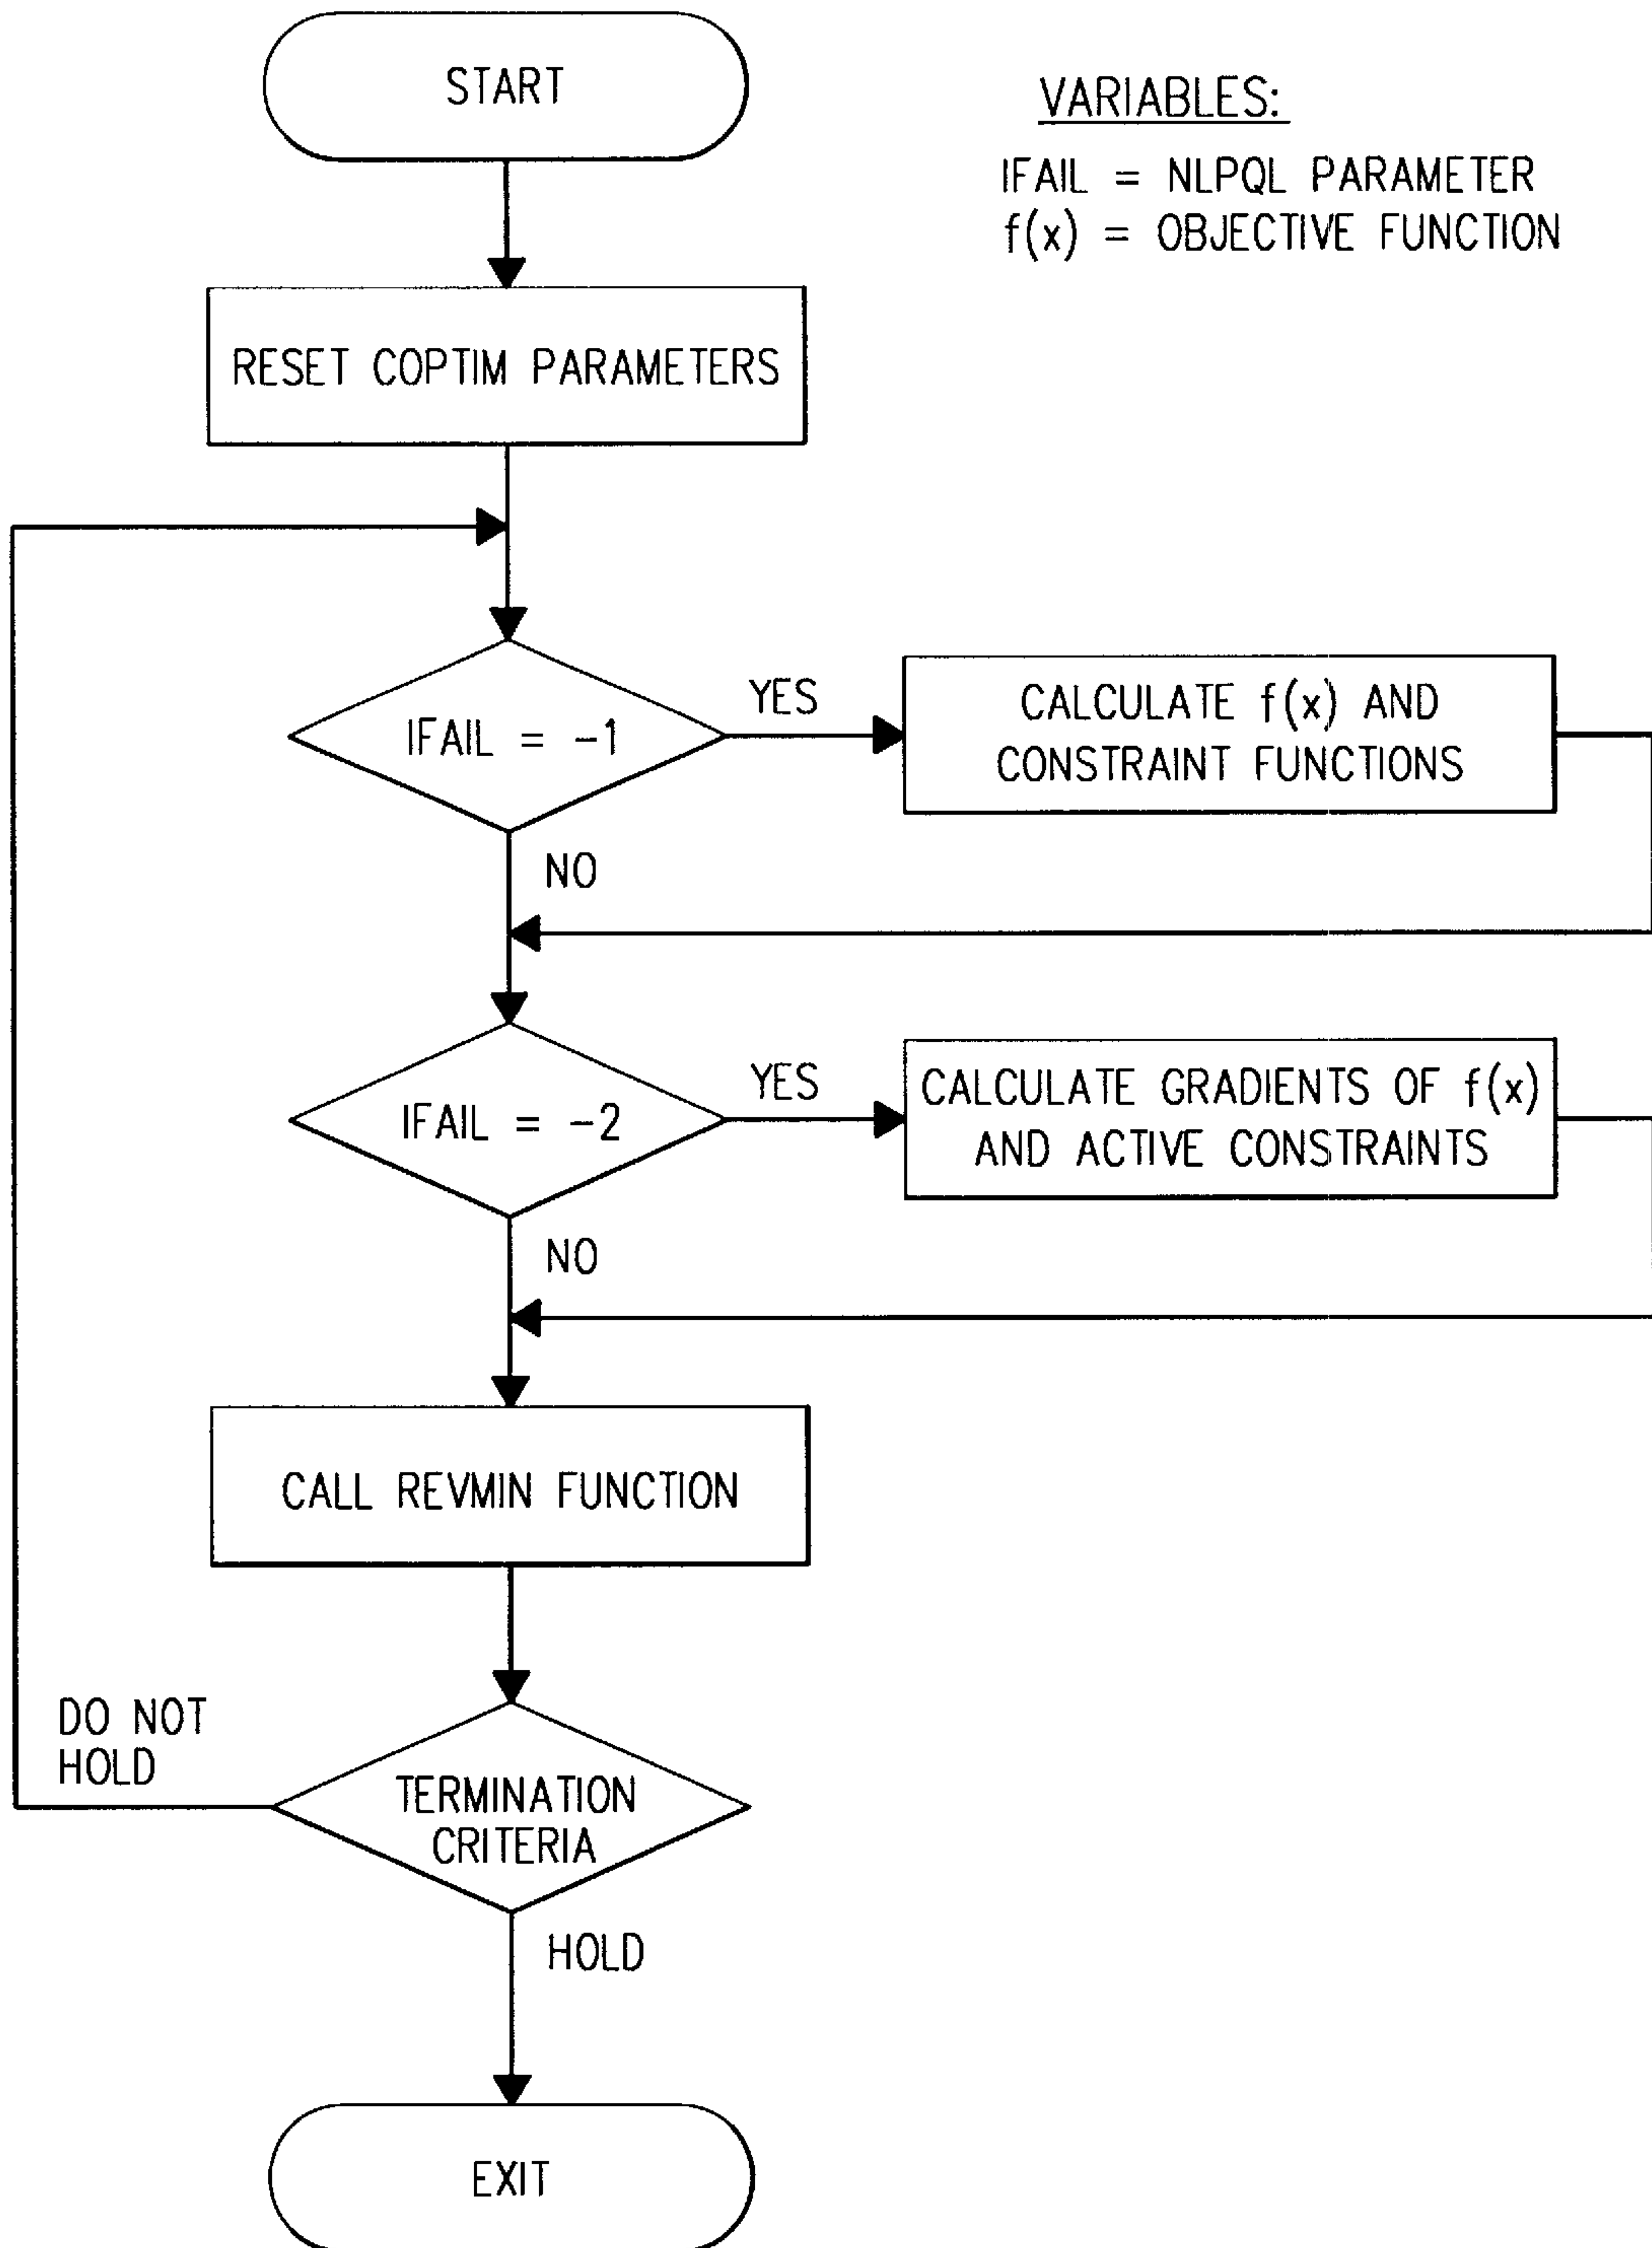 START
VARIABLES:
IFAIL = NLPQL PARAMETER
f(x) = OBJECTIVE FUNCTION
RESET COPTIM PARAMETERS
IFAIL = -1
YES
CALCULATE f(x) AND
CONSTRAINT FUNCTIONS
NO
IFAIL = -2
YES
CALCULATE GRADIENTS OF f(x)
AND ACTIVE CONSTRAINTS
NO
CALL REVMIN FUNCTION
DO NOT
HOLD
TERMINATION
CRITERIA
HOLD
EXIT